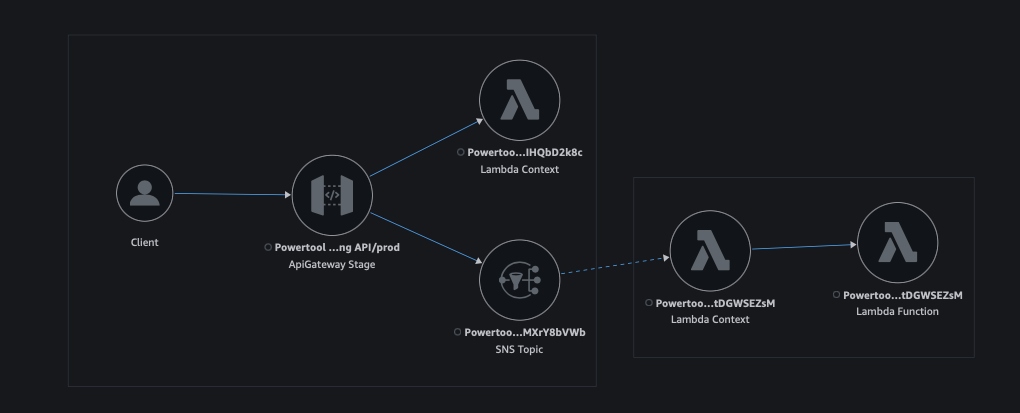 Client
Powertool ...ng API/prod
ApiGateway Stage
Powertoo...IHQbD2k8c
Lambda Context
Powertoo...MXrY8bVWb
SNS Topic
Powertoo...tDGWSEZsM
Lambda Context
Powertoo...tDGWSEZsM
Lambda Function